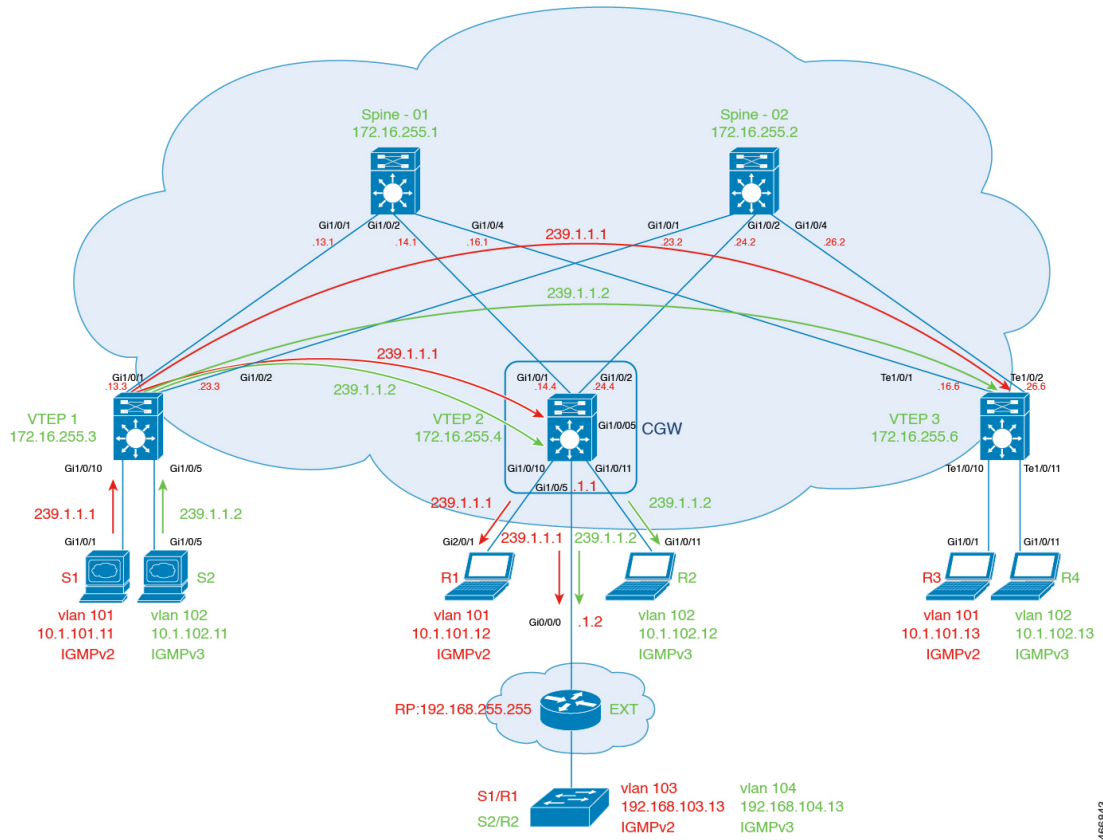 Spine - 01
172.16.255.1
Spine - 02
172.16.255.2
Gi1/0/1
Gi1/0/2
Gi1/0/4
Gi1/0/1
Gi1/0/2
Gi1/0/4
.13.1
.14.1
.16.1
239.1.1.1
.23.2
.24.2
.26.2
239.1.1.2
239.1.1.1
239.1.1.2
Gi1/0/1
.13.3
.23.3
Gi1/0/2
Gi1/0/1
Gi1/0/2
.14.4
.24.4
Te1/0/1
.16.6
Te1/0/2
.26.6
VTEP 1
172.16.255.3
VTEP 2
172.16.255.4
Gi1/0/05
CGW
VTEP 3
172.16.255.6
Gi1/0/10
Gi1/0/5
Gi1/0/10
Gi1/0/11
Gi1/0/5
.1.1
Te1/0/10
Te1/0/11
239.1.1.1
239.1.1.2
239.1.1.1
239.1.1.2
239.1.1.1
239.1.1.2
Gi1/0/1
Gi1/0/5
Gi2/0/1
Gi1/0/11
Gi1/0/1
Gi1/0/11
S1
S2
R1
R2
R3
R4
vlan 101
10.1.101.11
IGMPv2
vlan 102
10.1.102.11
IGMPv3
vlan 101
10.1.101.12
IGMPv2
Gi0/0/0
.1.2
vlan 102
10.1.102.12
IGMPv3
vlan 101
10.1.101.13
IGMPv2
vlan 102
10.1.102.13
IGMPv3
RP:192.168.255.255
EXT
S1/R1
S2/R2
vlan 103
192.168.103.13
IGMPv2
vlan 104
192.168.104.13
IGMPv3
466843